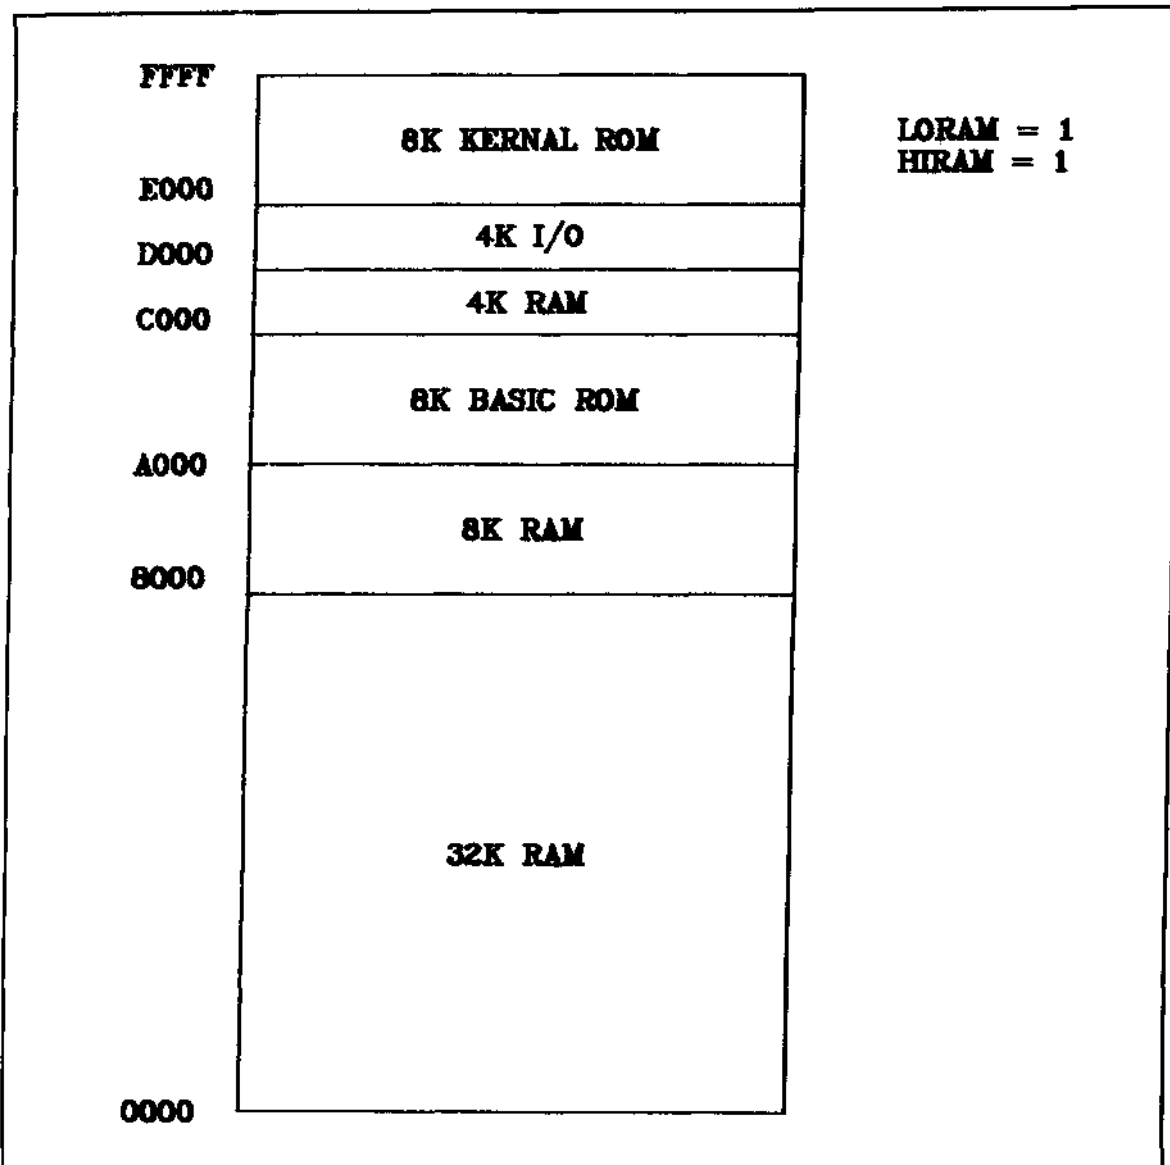 FFFF
8K KERNAL ROM
LORAM = 1
HIRAM = 1
E000
4K I/O
D000
4K RAM
C000
8K BASIC ROM
A000
8K RAM
8000
32K RAM
0000